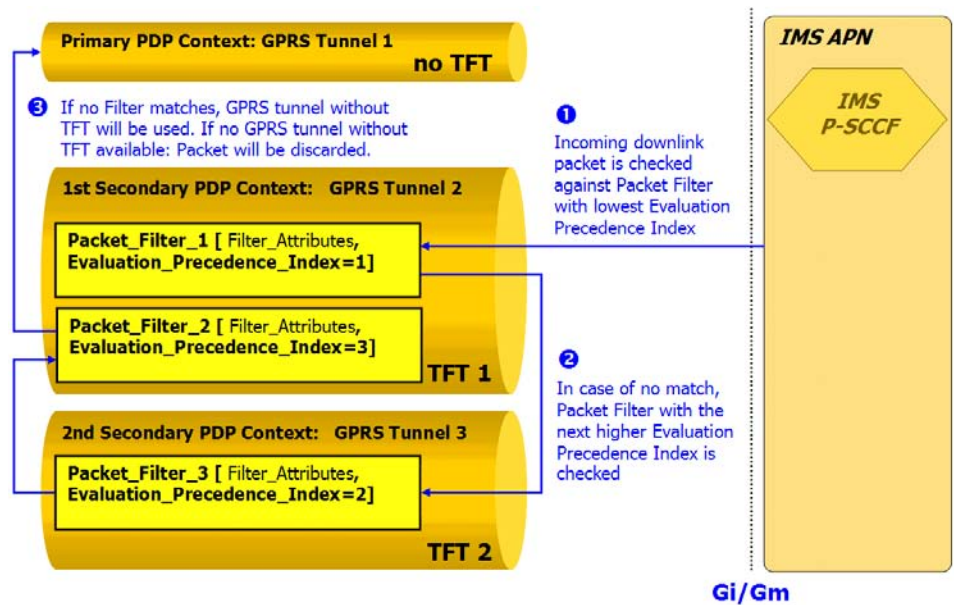 Primary PDP Context: GPRS Tunnel 1
no TFT
❸ If no Filter matches, GPRS tunnel without
TFT will be used. If no GPRS tunnel without
TFT available: Packet will be discarded.
1st Secondary PDP Context: GPRS Tunnel 2
Packet_Filter_1 [ Filter_Attributes,
Evaluation_Precedence_Index=1]
Packet_Filter_2 [ Filter_Attributes,
Evaluation_Precedence_Index=3]
TFT 1
2nd Secondary PDP Context: GPRS Tunnel 3
Packet_Filter_3 [ Filter_Attributes,
Evaluation_Precedence_Index=2]
TFT 2
❶
Incoming downlink
packet is checked
against Packet Filter
with lowest Evaluation
Precedence Index
❷
In case of no match,
Packet Filter with the
next higher Evaluation
Precedence Index is
checked
IMS APN
IMS
P-SCCF
Gi/Gm